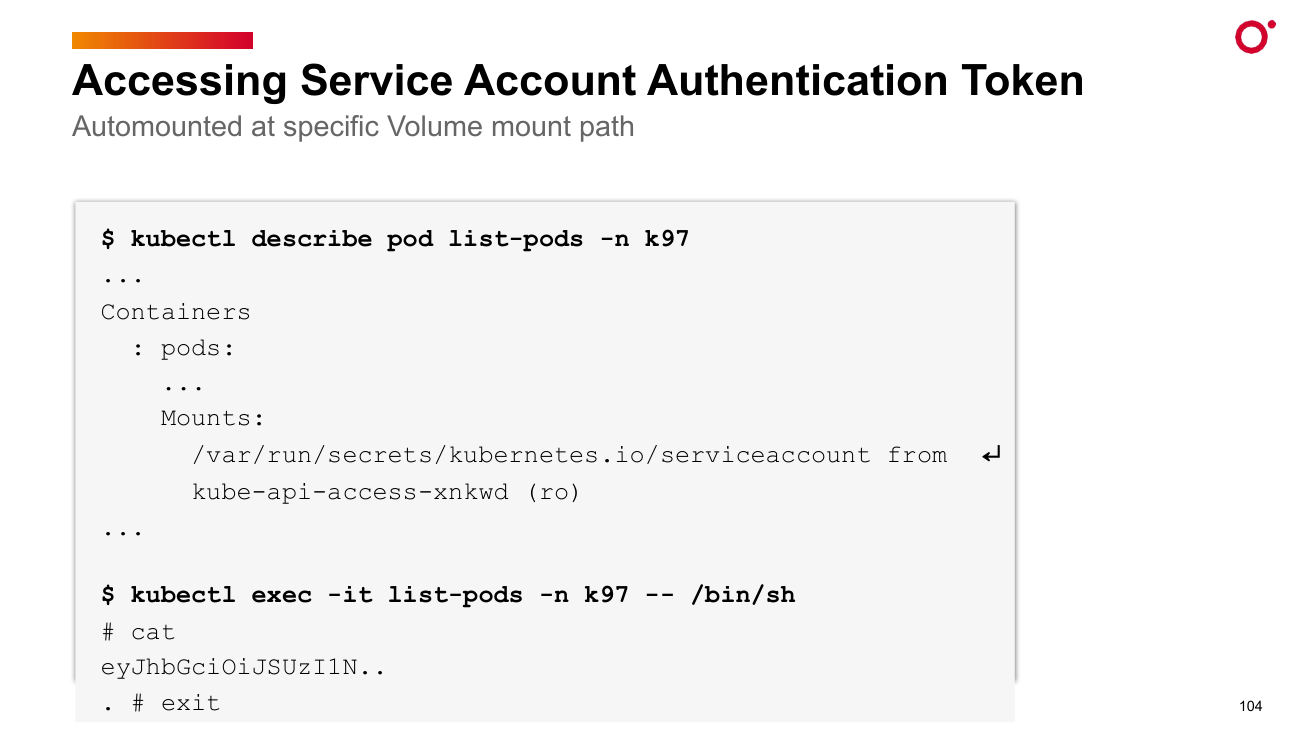 Accessing Service Account Authentication Token
Automounted at specific Volume mount path
$ kubectl describe pod list-pods -n k97
...
Containers
  : pods:
    ...
    Mounts:
      /var/run/secrets/kubernetes.io/serviceaccount from ↵
      kube-api-access-xnkwd (ro)
...
$ kubectl exec -it list-pods -n k97 -- /bin/sh
# cat
eyJhbGciOiJSUzI1N..
. # exit
104